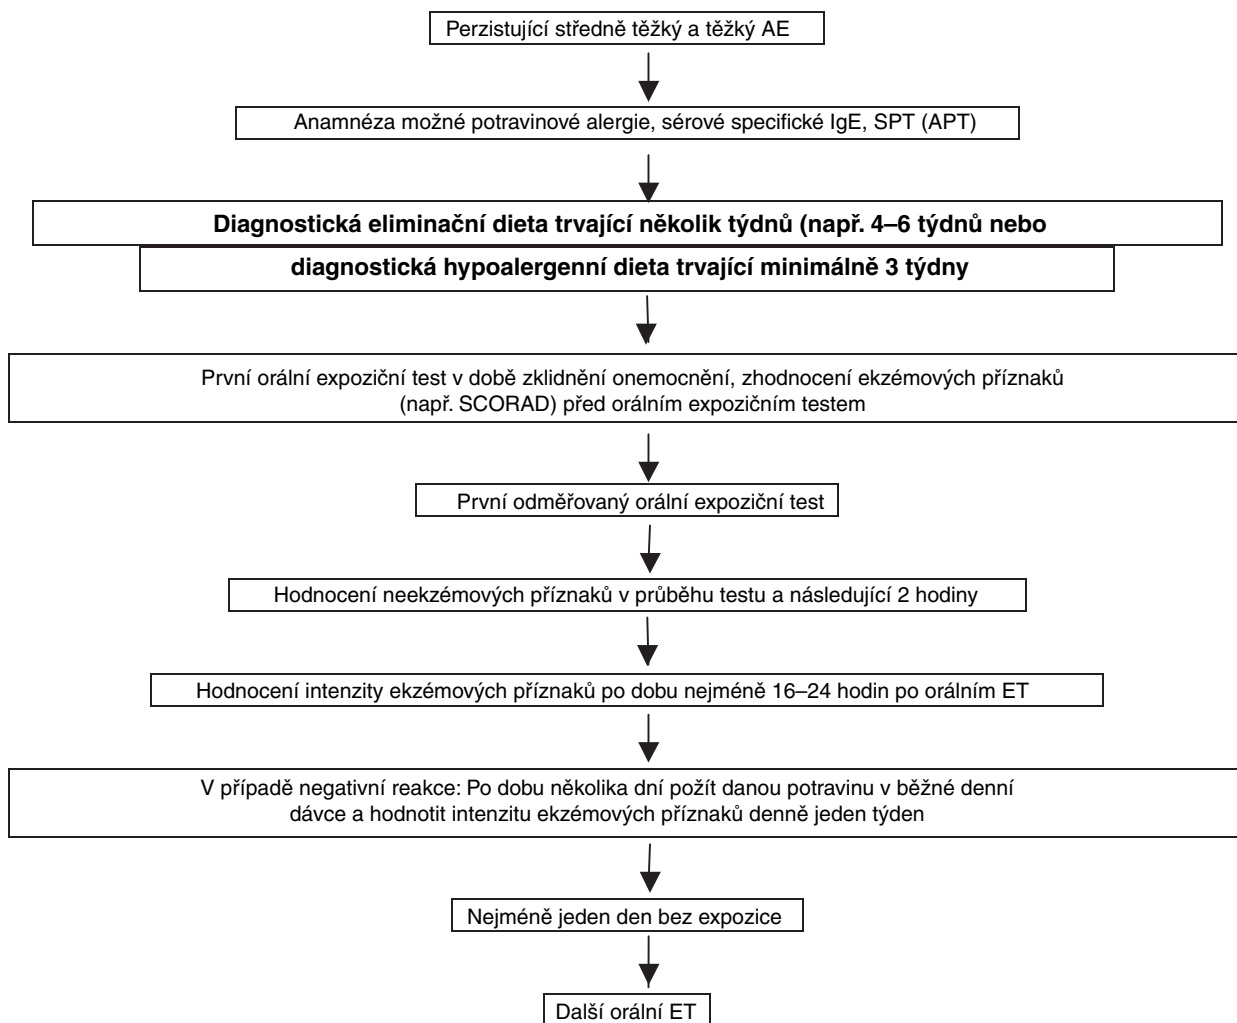 Perzistující středně těžký a těžký AE
Anamnéza možné potravinové alergie, sérové specifické IgE, SPT (APT)
Diagnostická eliminační dieta trvající několik týdnů (např. 4–6 týdnů nebo
diagnostická hypoalergenní dieta trvající minimálně 3 týdny
První orální expoziční test v době zklidnění onemocnění, zhodnocení ekzémových příznaků
(např. SCORAD) před orálním expozičním testem
První odměřovaný orální expoziční test
Hodnocení neekzémových příznaků v průběhu testu a následující 2 hodiny
Hodnocení intenzity ekzémových příznaků po dobu nejméně 16–24 hodin po orálním ET
V případě negativní reakce: Po dobu několika dní požít danou potravinu v běžné denní
dávce a hodnotit intenzitu ekzémových příznaků denně jeden týden
Nejméně jeden den bez expozice
Další orální ET